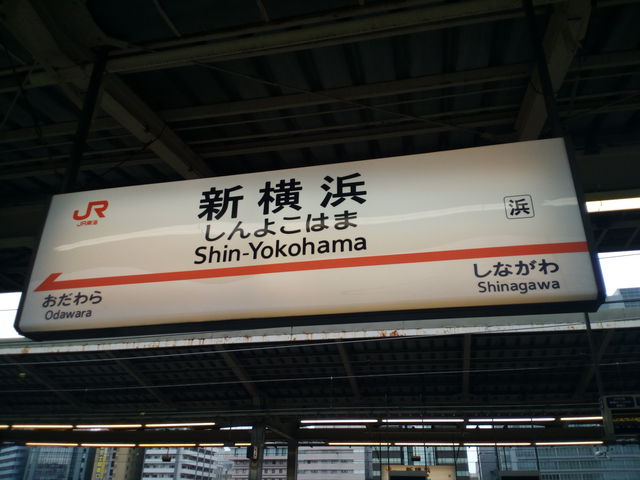 JR
JR東海
新横浜
しんよこはま
Shin-Yokohama
浜
おだわら
Odawara
しながわ
Shinagawa